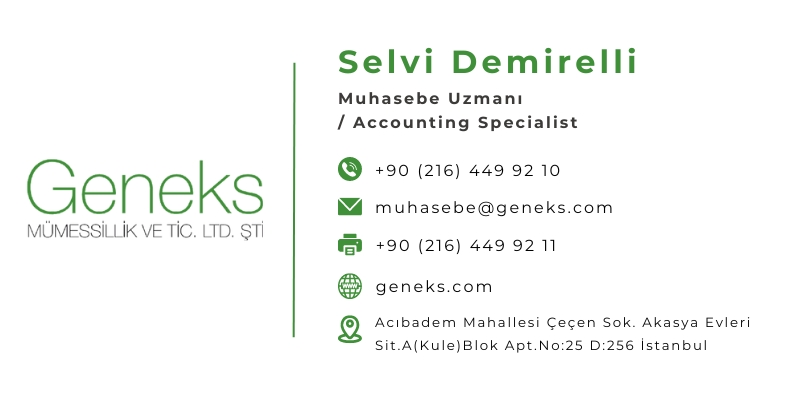 Geneks
MÜMESSİLLİK VE TİC. LTD. ŞTİ
Selvi Demirelli
Muhasebe Uzmanı
/ Accounting Specialist
+90 (216) 449 92 10
muhasebe@geneks.com
+90 (216) 449 92 11
www
geneks.com
Acıbadem Mahallesi Çeçen Sok. Akasya Evleri
Sit.A(Kule)Blok Apt.No:25 D:256 İstanbul